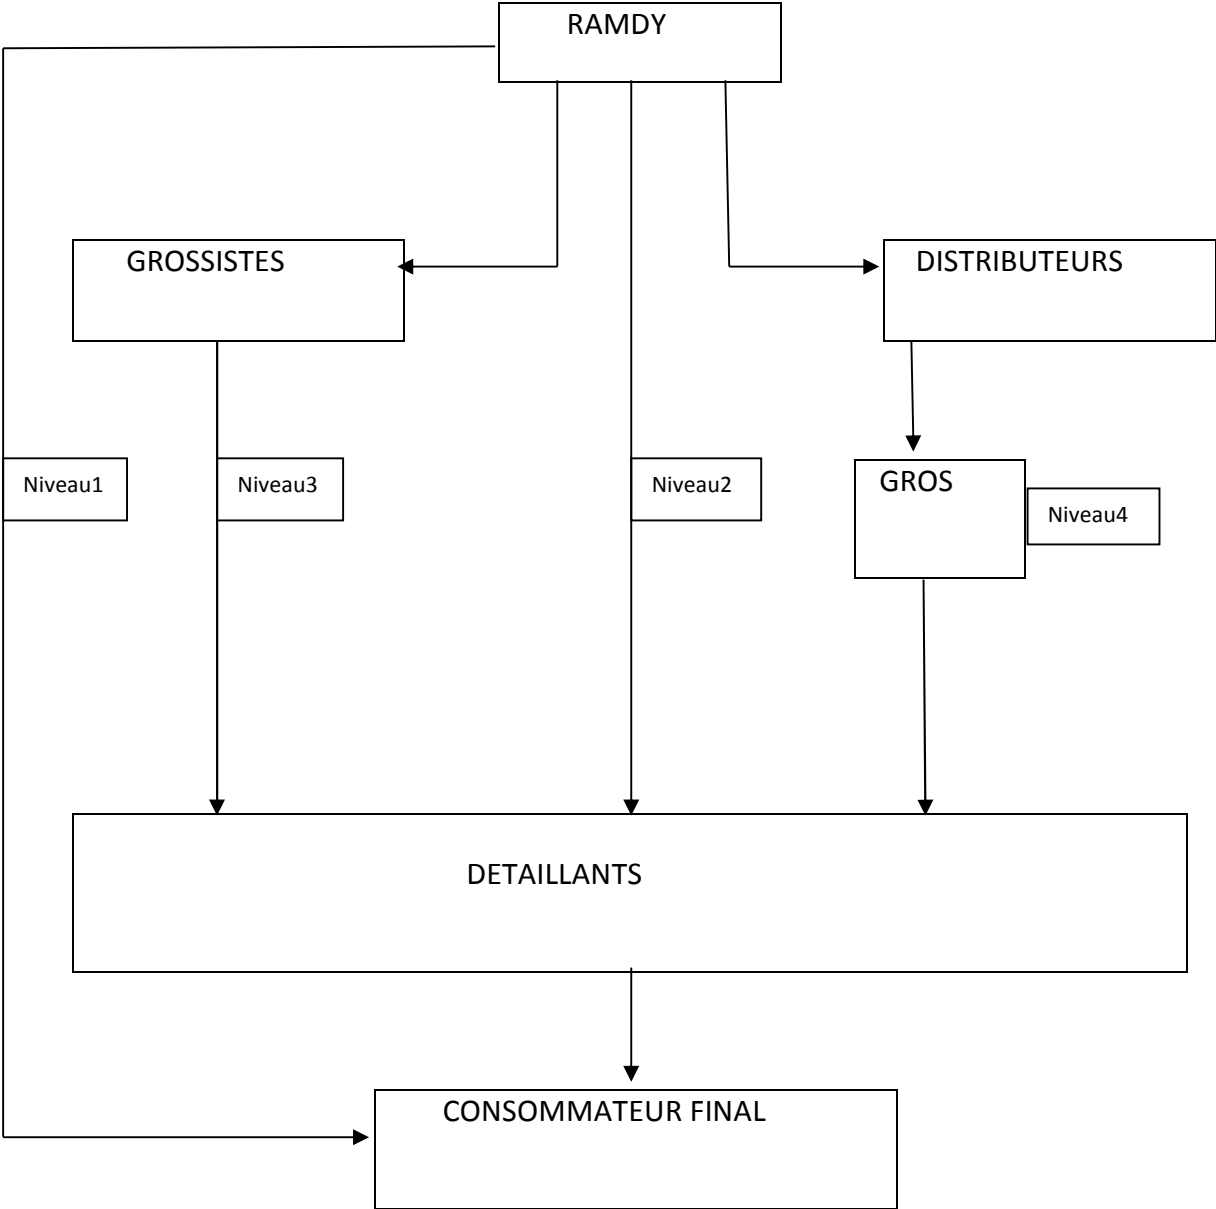 RAMDY
GROSSISTES
DISTRIBUTEURS
Niveau1
Niveau3
Niveau2
GROS
Niveau4
DETAILLANTS
CONSOMMATEUR FINAL